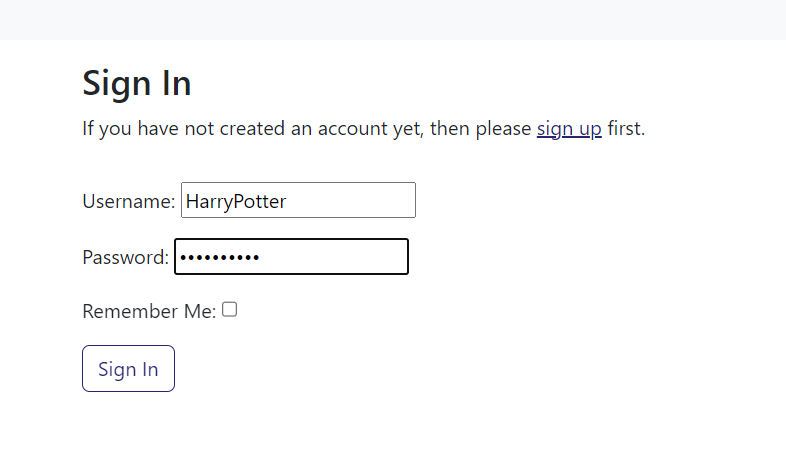 Sign In
If you have not created an account yet, then please sign up first.
Username: HarryPotter
Password: ••••••••••
Remember Me:
Sign In